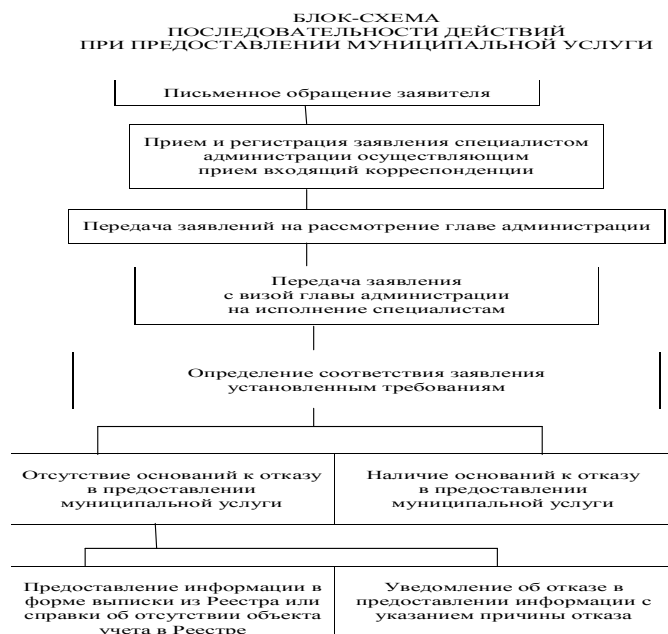 БЛОК-СХЕМА
ПОСЛЕДОВАТЕЛЬНОСТИ ДЕЙСТВИЙ
ПРИ ПРЕДОСТАВЛЕНИИ МУНИЦИПАЛЬНОЙ УСЛУГИ
Письменное обращение заявителя
Прием и регистрация заявления специалистом
администрации осуществляющим
прием входящий корреспонденции
Передача заявлений на рассмотрение главе администрации
Передача заявления
с визой главы администрации
на исполнение специалистам
Определение соответствия заявления
установленным требованиям
Отсутствие оснований к отказу
в предоставлении
муниципальной услуги
Наличие оснований к отказу
в предоставлении
муниципальной услуги
Предоставление информации в
форме выписки из Реестра или
справки об отсутствии объекта
учета в Реестре
Уведомление об отказе в
предоставлении информации с
указанием причины отказа